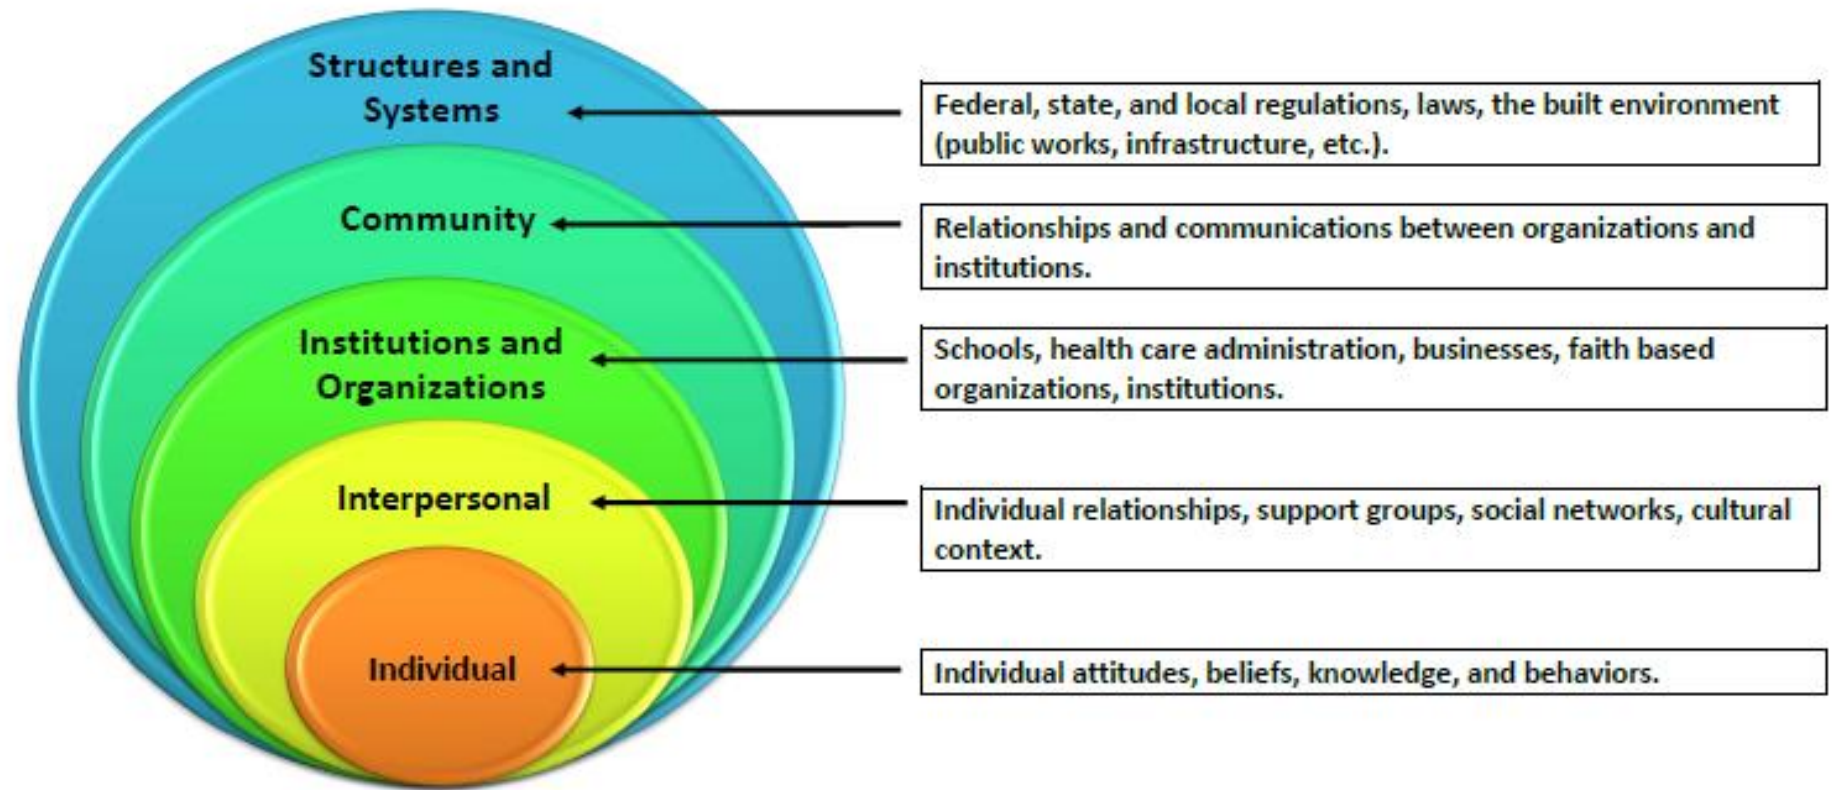 Structures and
Systems
Federal, state, and local regulations, laws, the built environment
(public works, infrastructure, etc.).
Community
Relationships and communications between organizations and
institutions.
Institutions and
Organizations
Schools, health care administration, businesses, faith based
organizations, institutions.
Interpersonal
Individual relationships, support groups, social networks, cultural
context.
Individual
Individual attitudes, beliefs, knowledge, and behaviors.